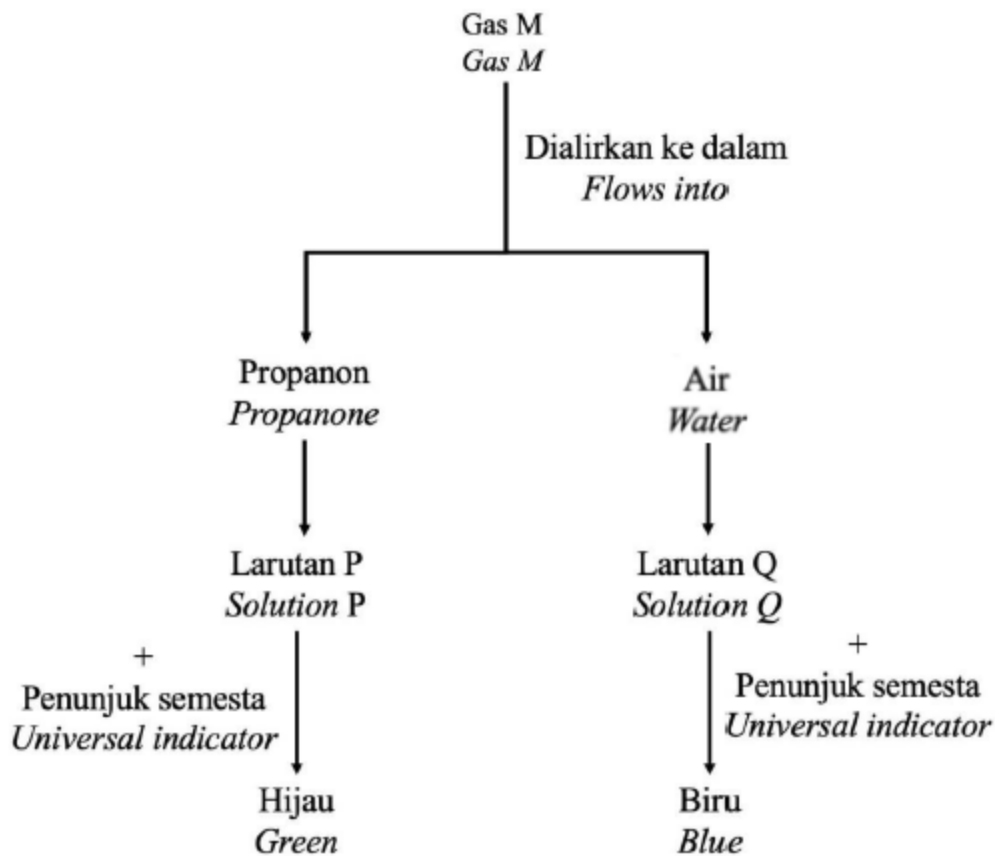 Gas M
Gas M
Dialirkan ke dalam
Flows into
Propanon
Propanone
Air
Water
Larutan P
Solution P
Larutan Q
Solution Q
+
Penunjuk semesta
Universal indicator
+
Penunjuk semesta
Universal indicator
Hijau
Green
Biru
Blue